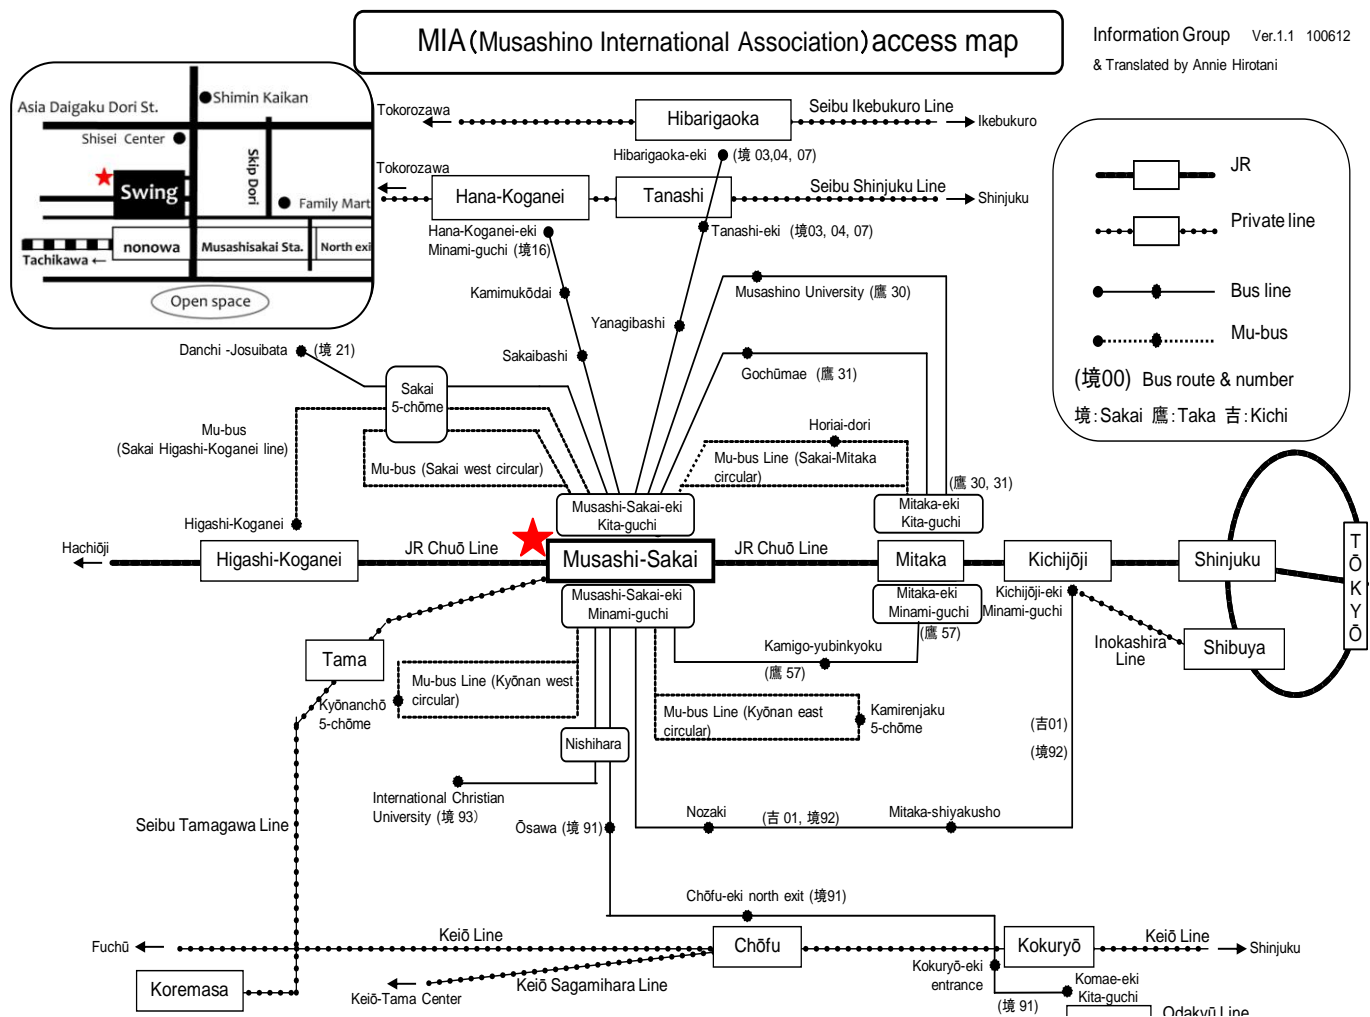 MIA(Musashino International Association)access map
Information Group Ver.1.1 100612
& Translated by Annie Hirotani
Asia Daigaku Dori St.
Shimin Kaikan
Shisei Center
Skip Dori
Swing
Family Mart
nonowa
Musashisakai Sta.
North exi
Tachikawa ←
Open space
Tokorozawa
Hibarigaoka
Seibu Ikebukuro Line
Ikebukuro
Hibarigaoka-eki (境 03,04, 07)
Tokorozawa
Hana-Koganei
Tanashi
Seibu Shinjuku Line
Shinjuku
Hana-Koganei-eki
Minami-guchi (境16)
Tanashi-eki (境03, 04, 07)
JR
Private line
Bus line
Mu-bus
(境00) Bus route & number
境:Sakai 鷹:Taka 吉:Kichi
Kamimukōdai
Musashino University (鷹 30)
Yanagibashi
Sakaibashi
Danchi -Josuibata (境 21)
Gochūmae (鷹 31)
Sakai
5-chōme
Mu-bus
(Sakai Higashi-Koganei line)
Mu-bus (Sakai west circular)
Horiai-dori
Mu-bus Line (Sakai-Mitaka
circular)
(鷹 30, 31)
Higashi-Koganei
Musashi-Sakai-eki
Kita-guchi
Mitaka-eki
Kita-guchi
Hachiōji
Higashi-Koganei
JR Chuō Line
Musashi-Sakai
JR Chuō Line
Mitaka
Kichijōji
Shinjuku
TŌKYŌ
Musashi-Sakai-eki
Minami-guchi
Mitaka-eki
Minami-guchi
Kichijōji-eki
Minami-guchi
(鷹 57)
Inokashira
Line
Shibuya
Tama
Kamigo-yubinkyoku
(鷹 57)
Kyōnanchō
5-chōme
Mu-bus Line (Kyōnan west
circular)
Mu-bus Line (Kyōnan east
circular)
Kamirenjaku
5-chōme
(吉01)
(境92)
Nishihara
International Christian
University (境 93)
Seibu Tamagawa Line
Ōsawa (境 91)
Nozaki
(吉 01, 境92)
Mitaka-shiyakusho
Chōfu-eki north exit (境91)
Fuchū
Keiō Line
Chōfu
Kokuryō
Keiō Line
Shinjuku
Koremasa
Keiō-Tama Center
Keiō Sagamihara Line
Kokuryō-eki
entrance
Komae-eki
Kita-guchi
(境 91)
Odakyū Line